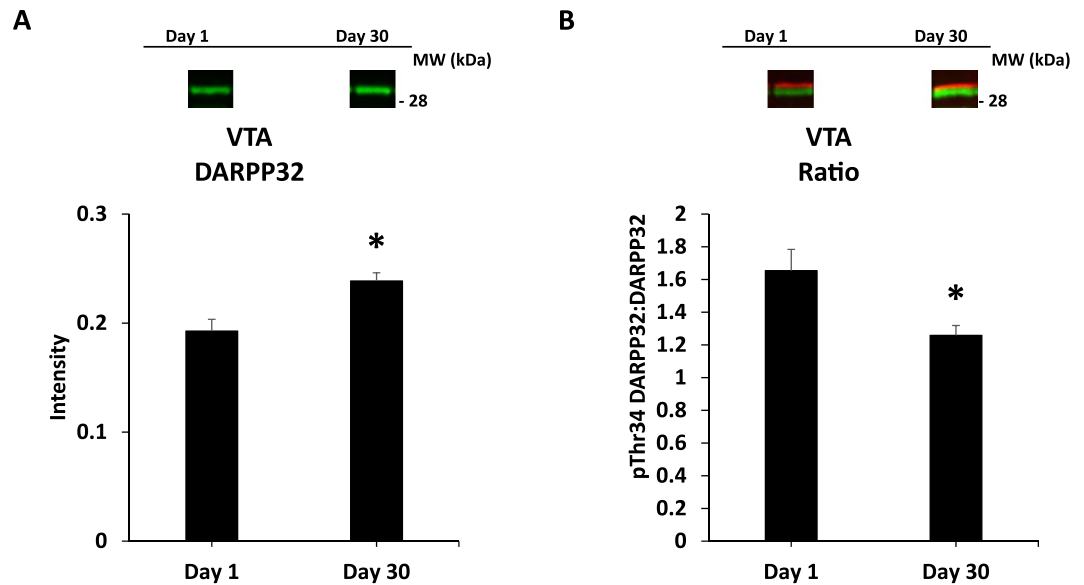 A
Day 1 Day 30
MW (kDa)
- 28
VTA
DARPP32
0.3
0.2
0.1
0
Intensity
*
Day 1 Day 30
B
Day 1 Day 30
MW (kDa)
- 28
VTA
Ratio
2
1.8
1.6
1.4
1.2
1
0.8
0.6
0.4
0.2
0
pThr34 DARPP32:DARPP32
*
Day 1 Day 30